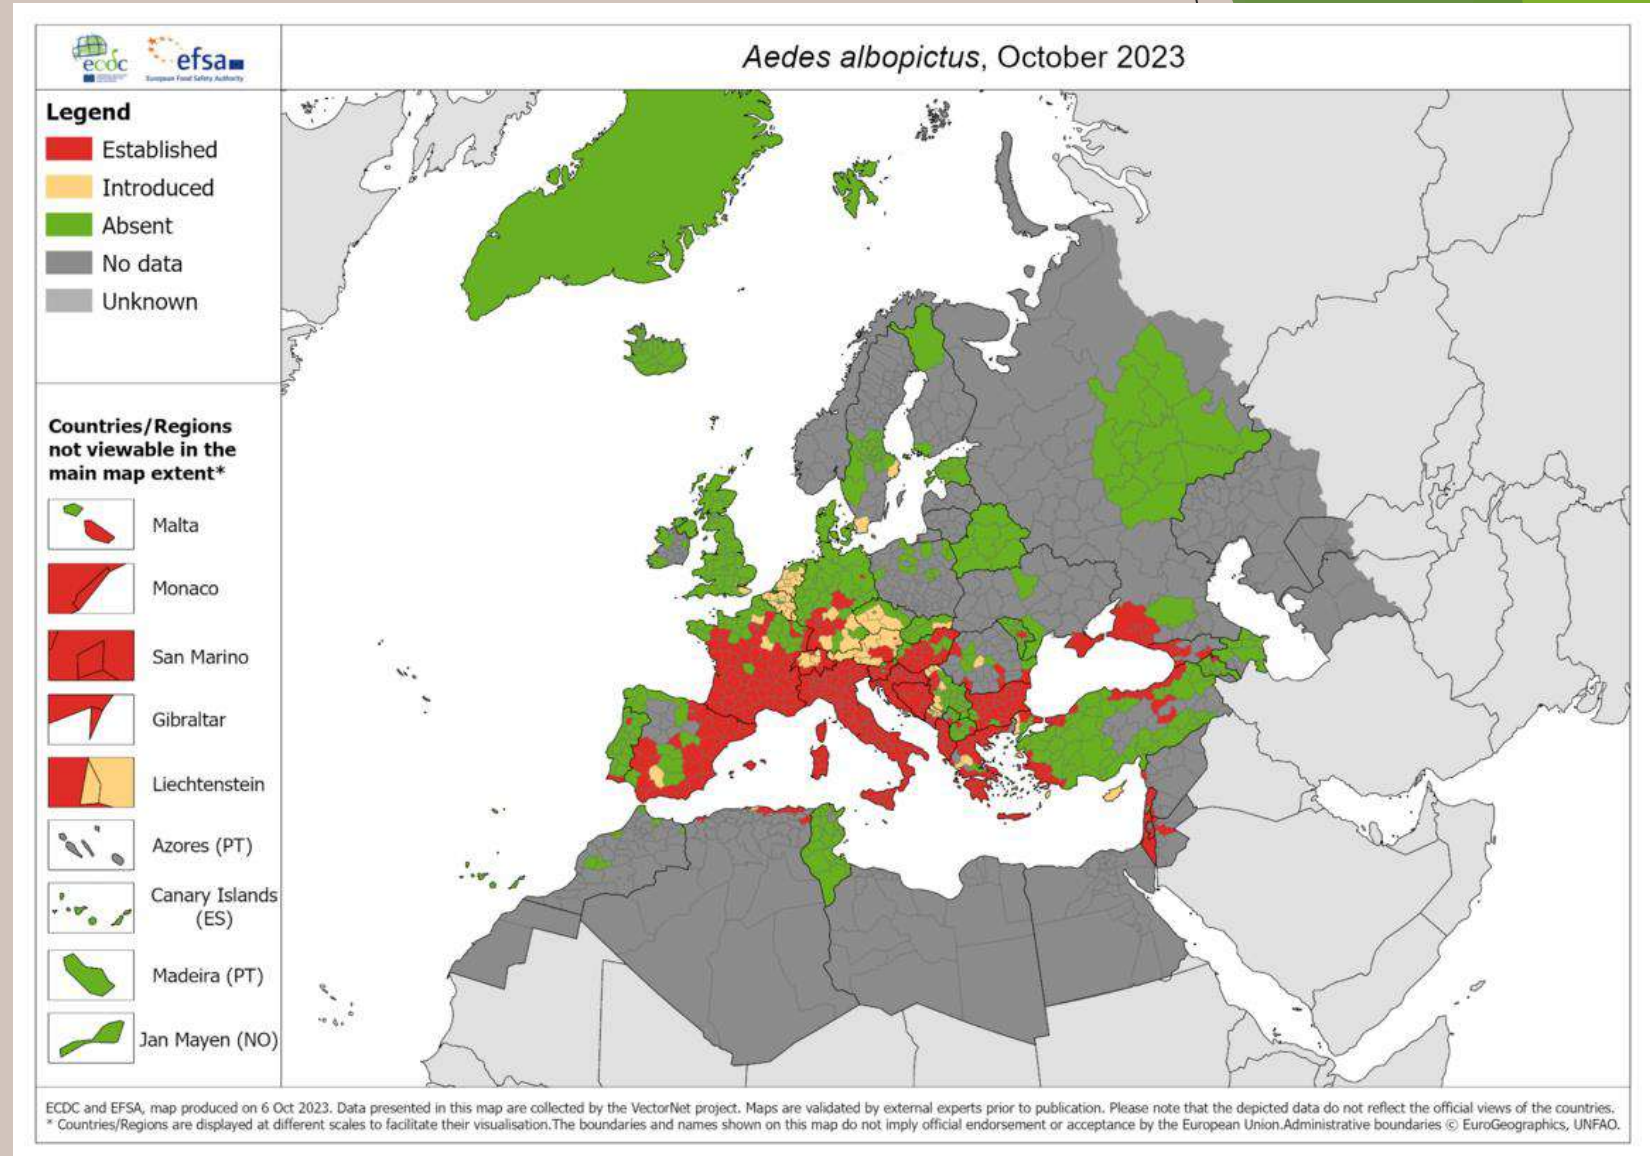 Aedes albopictus, October 2023
ecdc
efsa
European Food Safety Authority
Legend
Established
Introduced
Absent
No data
Unknown
Countries/Regions
not viewable in the
main map extent*
Malta
Monaco
San Marino
Gibraltar
Liechtenstein
Azores (PT)
Canary Islands
(ES)
Madeira (PT)
Jan Mayen (NO)
ECDC and EFSA, map produced on 6 Oct 2023. Data presented in this map are collected by the VectorNet project. Maps are validated by external experts prior to publication. Please note that the depicted data do not reflect the official views of the countries.
* Countries/Regions are displayed at different scales to facilitate their visualisation.The boundaries and names shown on this map do not imply official endorsement or acceptance by the European Union.Administrative boundaries © EuroGeographics, UNFAO.